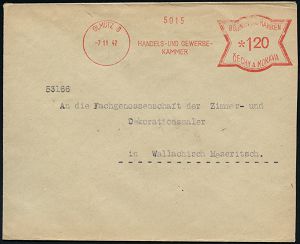 OLMÜTZ 8
-7 11 42
5015
HANDELS-UND GEWERBE-
KAMMER
BÖHMEN UND MÄHREN
*120
ČECHY A MORAVA
53166
An die Fachgenossenschaft der Zimmer- und
Dekorationsmaler
in Wallachisch Meseritsch.